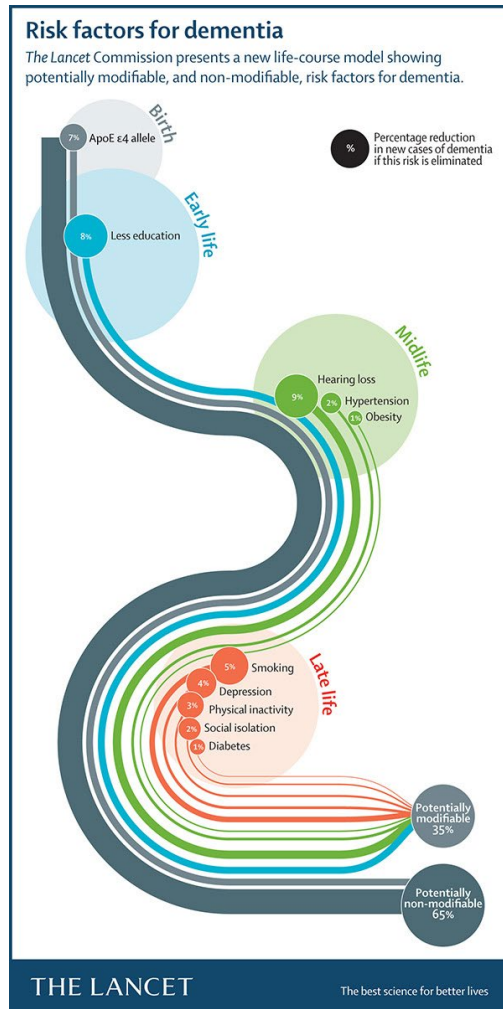 Risk factors for dementia
The Lancet Commission presents a new life-course model showing
potentially modifiable, and non-modifiable, risk factors for dementia.
Birth
7% ApoE ε4 allele
% Percentage reduction
in new cases of dementia
if this risk is eliminated
Early life
8% Less education
Midlife
Hearing loss
9%
2% Hypertension
1% Obesity
Late life
5% Smoking
4% Depression
3% Physical inactivity
2% Social isolation
1% Diabetes
Potentially
modifiable
35%
Potentially
non-modifiable
65%
THE LANCET
The best science for better lives